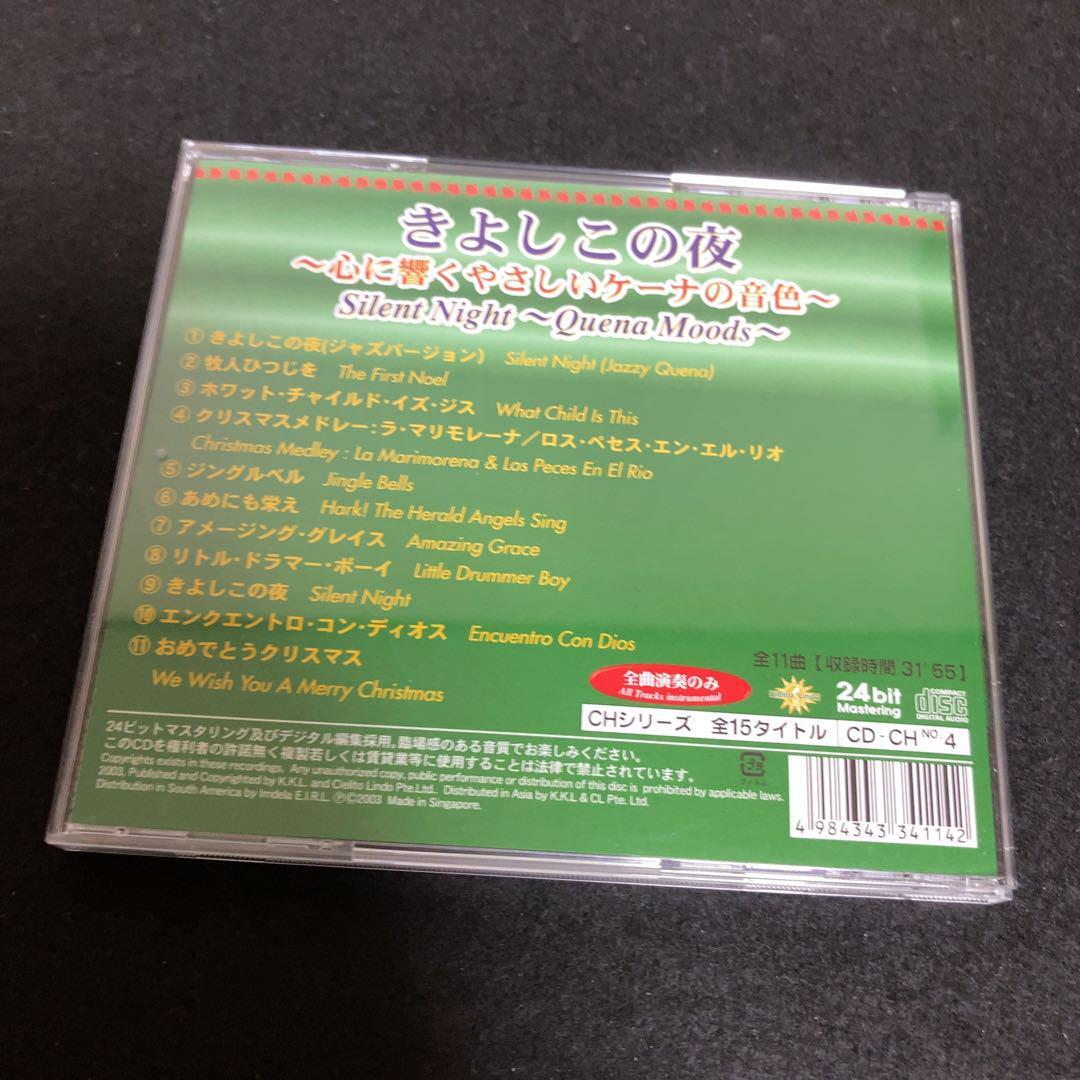 きよしこの夜
～心に響くやさしいケーナの音色～
Silent Night ～Quena Moods～
① きよしこの夜(ジャズバージョン) Silent Night (Jazzy Quena)
② 牧人ひつじを The First Noel
③ ホワット・チャイルド・イズ・ジス What Child Is This
④ クリスマスメドレー：ラ・マリモレーナ／ロス・ペセス・エン・エル・リオ
Christmas Medley : La Marimorena & Los Peces En El Rio
⑤ ジングルベル Jingle Bells
⑥ あめにも栄え Hark! The Herald Angels Sing
⑦ アメージング・グレイス Amazing Grace
⑧ リトル・ドラマー・ボーイ Little Drummer Boy
⑨ きよしこの夜 Silent Night
⑩ エンクエントロ・コン・ディオス Encuentro Con Dios
⑪ おめでとうクリスマス
We Wish You A Merry Christmas
全11曲【収録時間 31'55】
全曲演奏のみ
All Tracks instrumental
24bit
Mastering
COMPACT
disc
DIGITAL AUDIO
CHシリーズ 全15タイトル
CD-CH NO. 4
24ビットマスタリング及びデジタル編集採用。臨場感のある音質でお楽しみください。
このCDを権利者の許諾無く複製若しくは賃貸業等に使用することは法律で禁止されています。
Copyrights exists in these recordings. Any unauthorized copy, public performance or distribution of this disc is prohibited by applicable laws.
2003, Published and Copyrighted by K.K.L. and Cielito Lindo Pte.Ltd. Distributed in Asia by K.K.L & CL Pte. Ltd.
Distribution in South America by Imdela E.I.R.L. ℗©2003 Made in Singapore.
プラ
フィルム
4 984343 341142